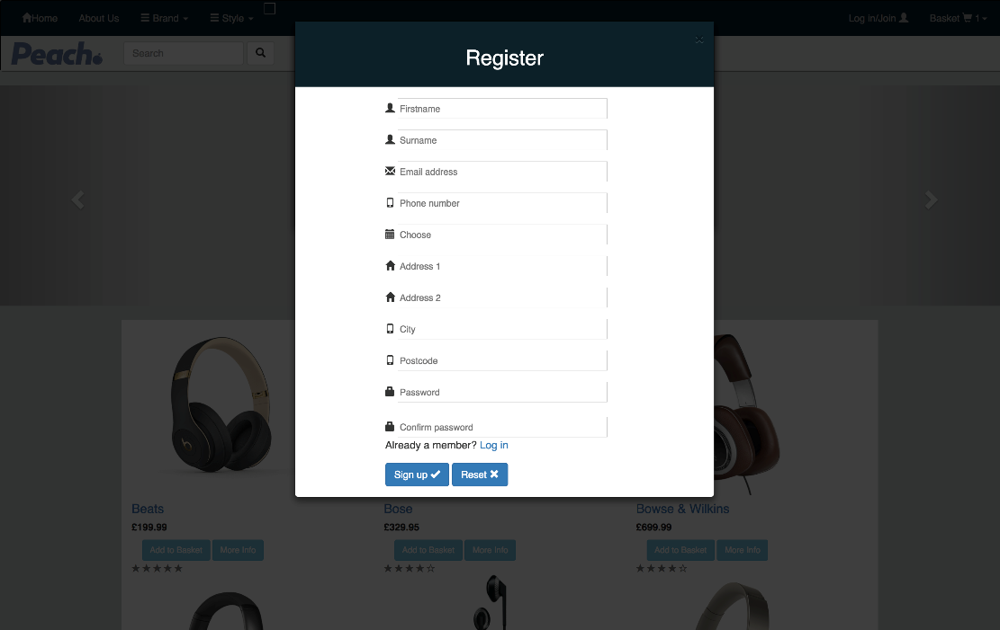 Home About Us Brand Style Log in/Join Basket 1
Peach.
Search
×
Register
Firstname
Surname
Email address
Phone number
Choose
Address 1
Address 2
City
Postcode
Password
Confirm password
Already a member? Log in
Sign up Reset
Beats Bose Bowse & Wilkins
£199.99 £329.95 £699.99
Add to Basket More Info Add to Basket More Info Add to Basket More Info